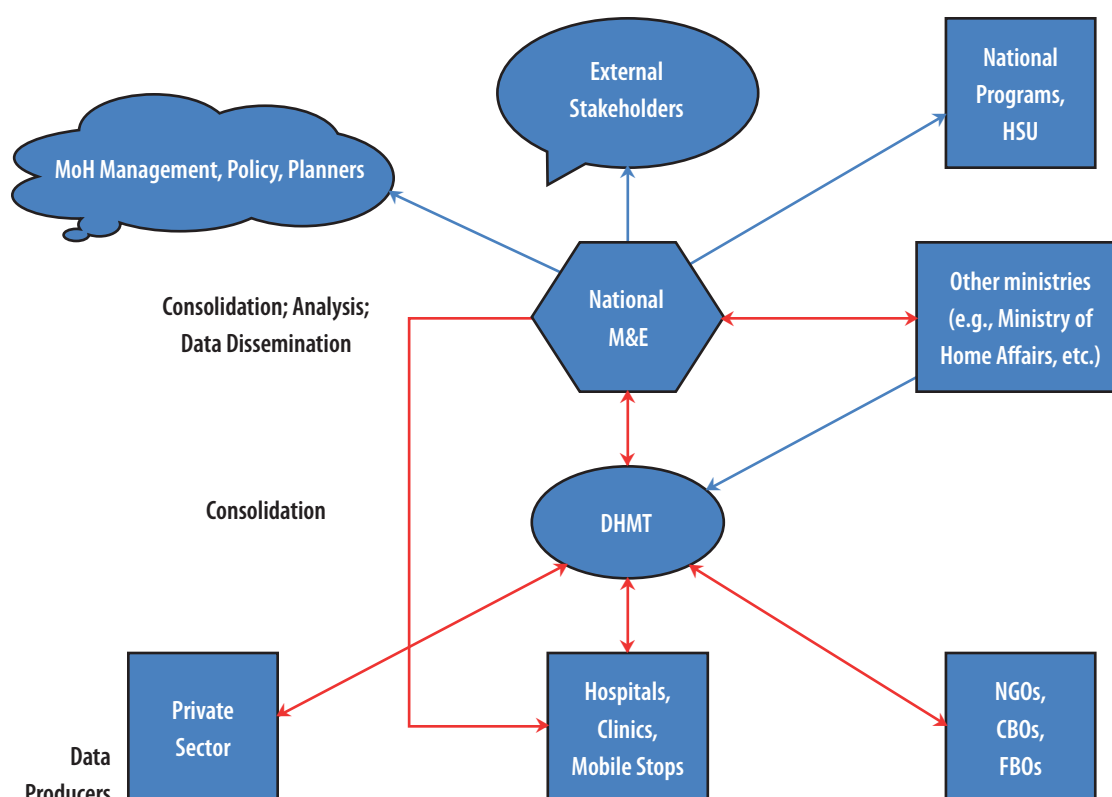 External
Stakeholders
National
Programs,
HSU
MoH Management, Policy, Planners
Consolidation; Analysis;
Data Dissemination
National
M&E
Other ministries
(e.g., Ministry of
Home Affairs, etc.)
Consolidation
DHMT
Data
Producers
Private
Sector
Hospitals,
Clinics,
Mobile Stops
NGOs,
CBOs,
FBOs